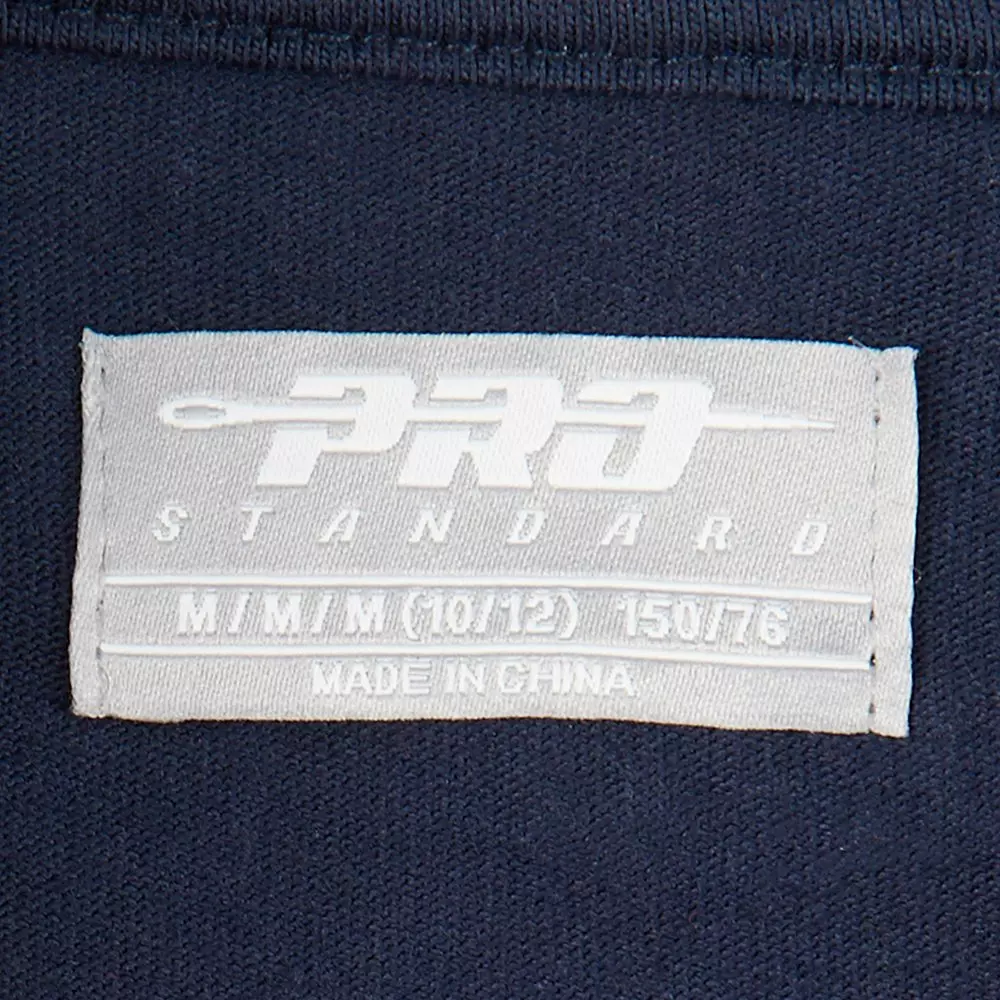 PRO
STANDARD
M/M/M (10/12) 150/76
MADE IN CHINA